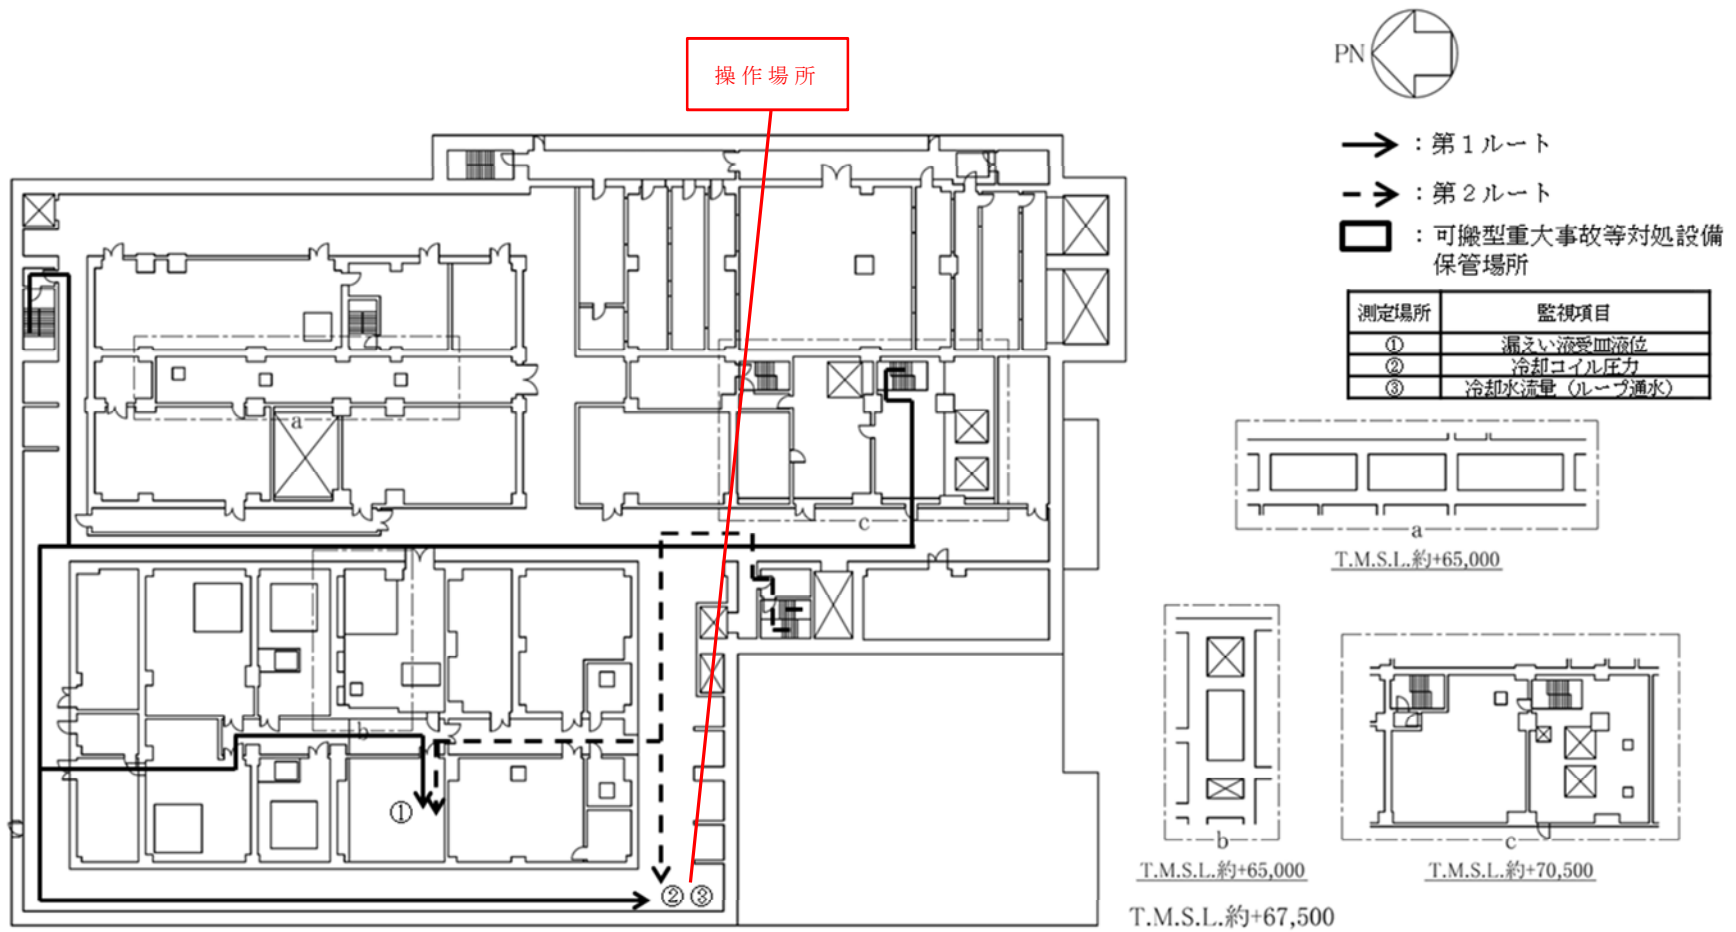 操作場所
PN
：第１ルート
：第２ルート
：可搬型重大事故等対処設備
保管場所
測定場所 監視項目
① 漏えい液受皿液位
② 冷却コイル圧力
③ 冷却水流量（ループ通水）
a
c
b
①
② ③
a
T.M.S.L.約+65,000
b
T.M.S.L.約+65,000
c
T.M.S.L.約+70,500
T.M.S.L.約+67,500